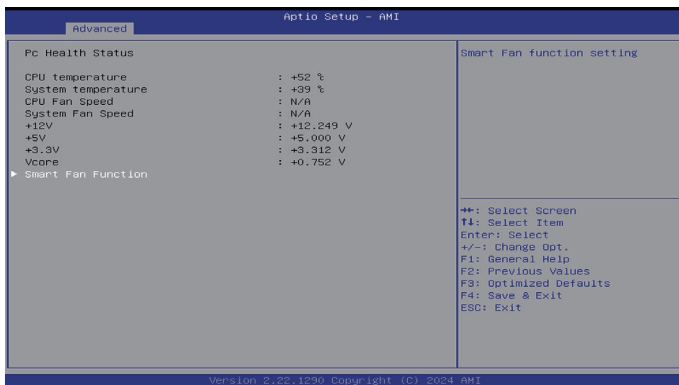 Aptio Setup - AMI
Advanced
Pc Health Status
Smart Fan function setting
CPU temperature : +52 %
System temperature : +39 %
CPU Fan Speed : N/A
System Fan Speed : N/A
+12V : +12.249 V
+5V : +5.000 V
+3.3V : +3.312 V
Vcore : +0.752 V
▶ Smart Fan Function
→←: Select Screen
↑↓: Select Item
Enter: Select
+/-: Change Opt.
F1: General Help
F2: Previous Values
F3: Optimized Defaults
F4: Save & Exit
ESC: Exit
Version 2.22.1290 Copyright (C) 2024 AMI